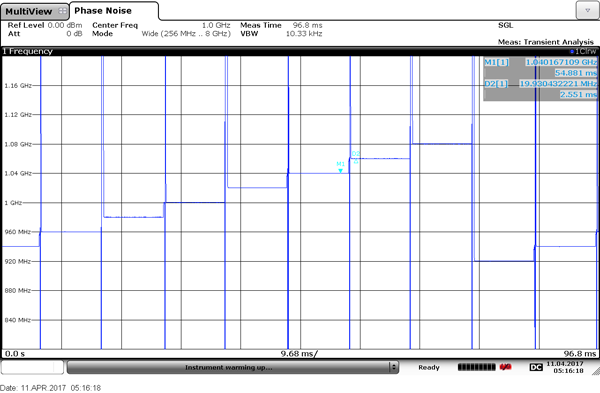 MultiView Phase Noise
Ref Level 0.00 dBm Center Freq 1.0 GHz Meas Time 96.8 ms SGL
Att 0 dB Mode Wide (256 MHz .. 8 GHz) VBW 10.33 kHz
Meas: Transient Analysis
1 Frequency 1Clrw
M1[1] 1.040167109 GHz
54.881 ms
D2[1] 19.930432221 MHz
2.551 ms
1.16 GHz
1.12 GHz
1.08 GHz
D2
M1
1.04 GHz
1 GHz
960 MHz
920 MHz
880 MHz
840 MHz
0.0 s 9.68 ms/ 96.8 ms
Instrument warming up... Ready DC 11.04.2017
05:16:18
Date: 11.APR.2017 05:16:18